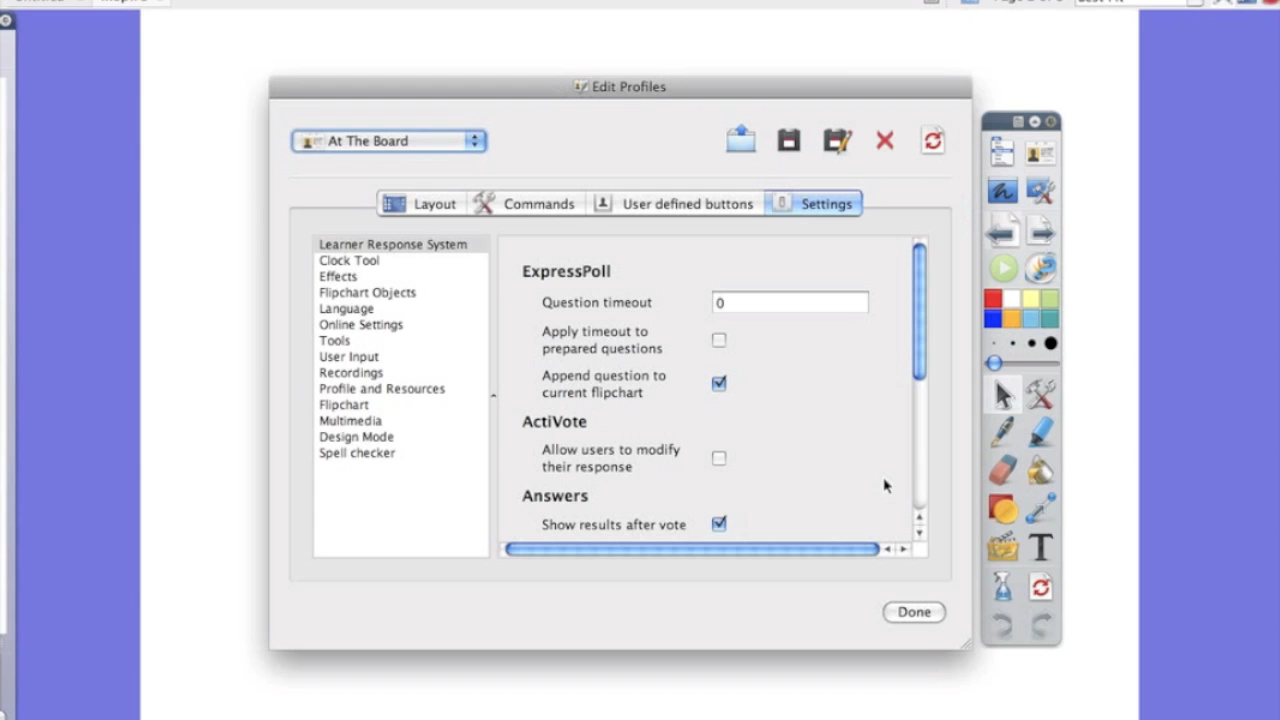 Edit Profiles
At The Board
Layout
Commands
User defined buttons
Settings
Learner Response System
Clock Tool
Effects
Flipchart Objects
Language
Online Settings
Tools
User Input
Recordings
Profile and Resources
Flipchart
Multimedia
Design Mode
Spell checker
ExpressPoll
Question timeout
0
Apply timeout to
prepared questions
Append question to
current flipchart
ActiVote
Allow users to modify
their response
Answers
Show results after vote
Done
T